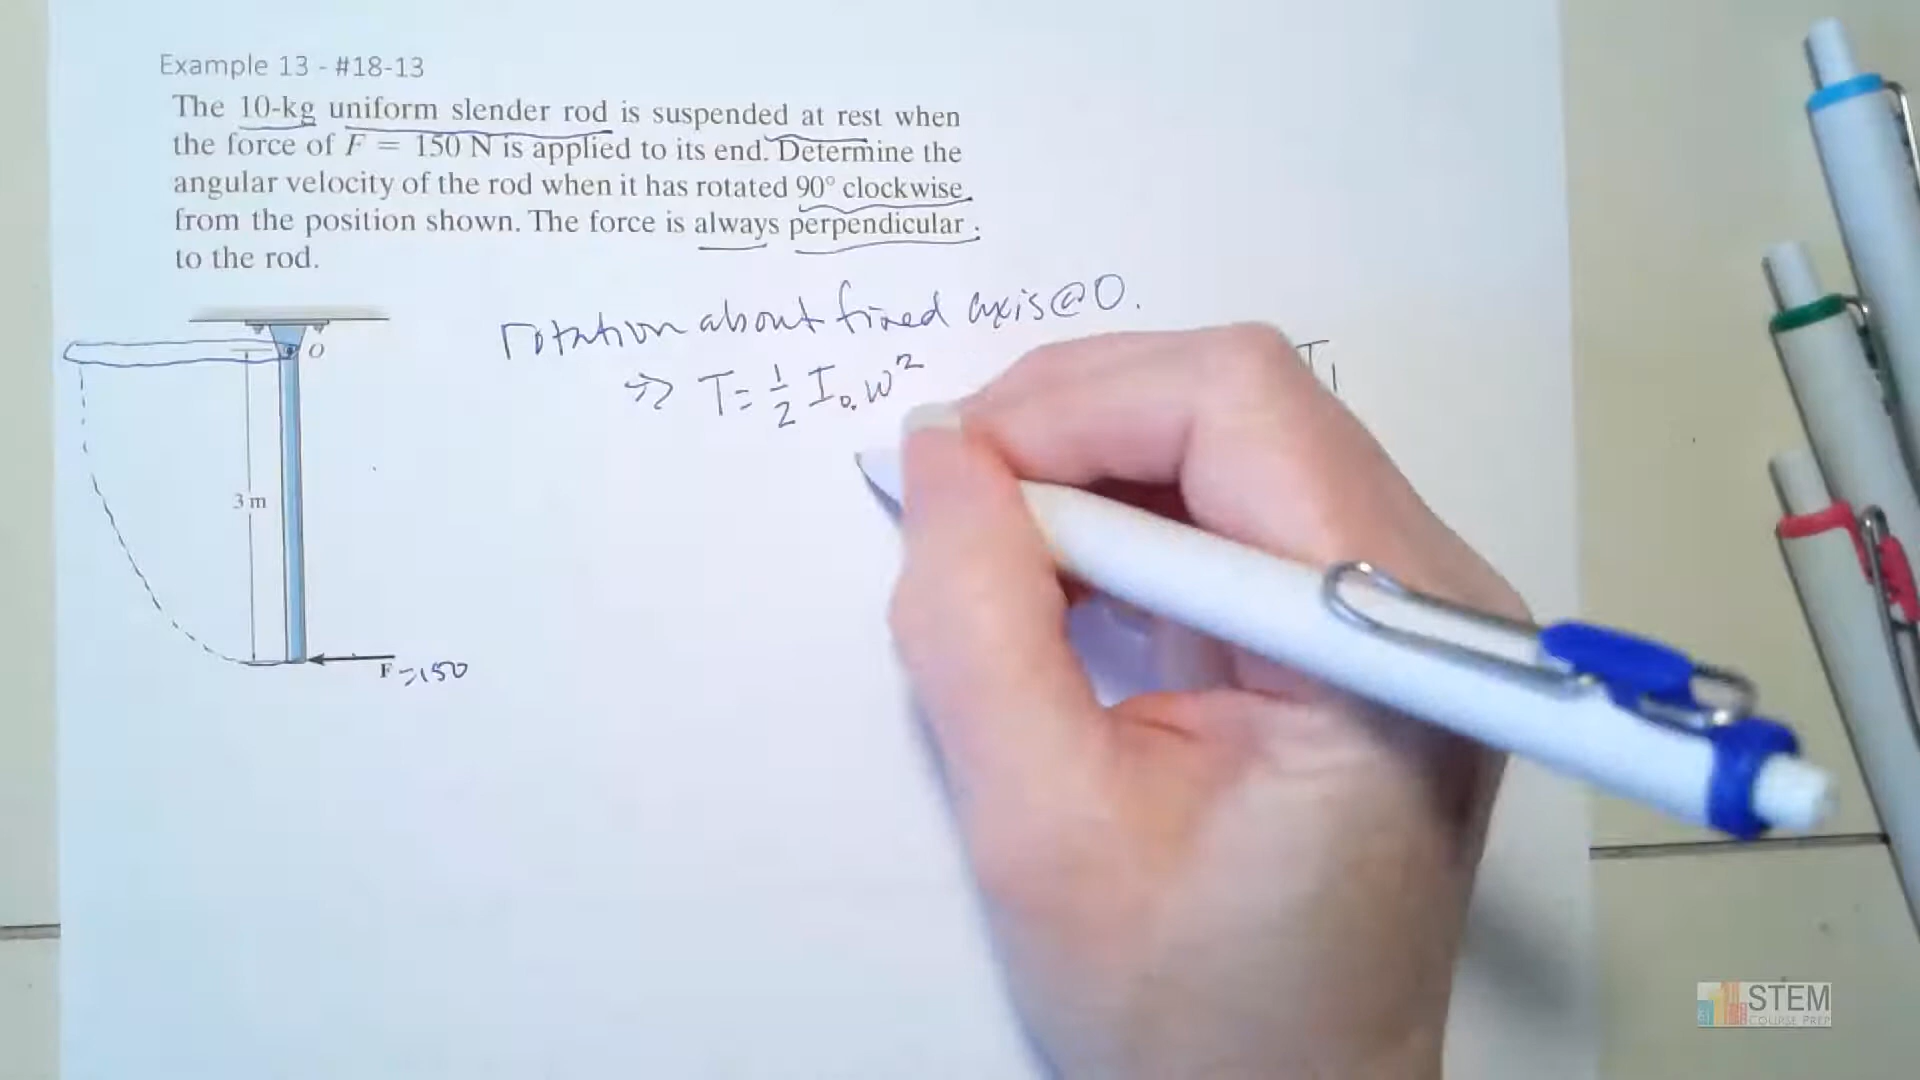 Example 13 - #18-13
The 10-kg uniform slender rod is suspended at rest when
the force of F = 150 N is applied to its end. Determine the
angular velocity of the rod when it has rotated 90° clockwise
from the position shown. The force is always perpendicular
to the rod.
rotation about fixed axis @ O.
⇒ T = 1/2 I₀ ω²
T₁
O
3 m
F = 150
STEM
COURSE PREP